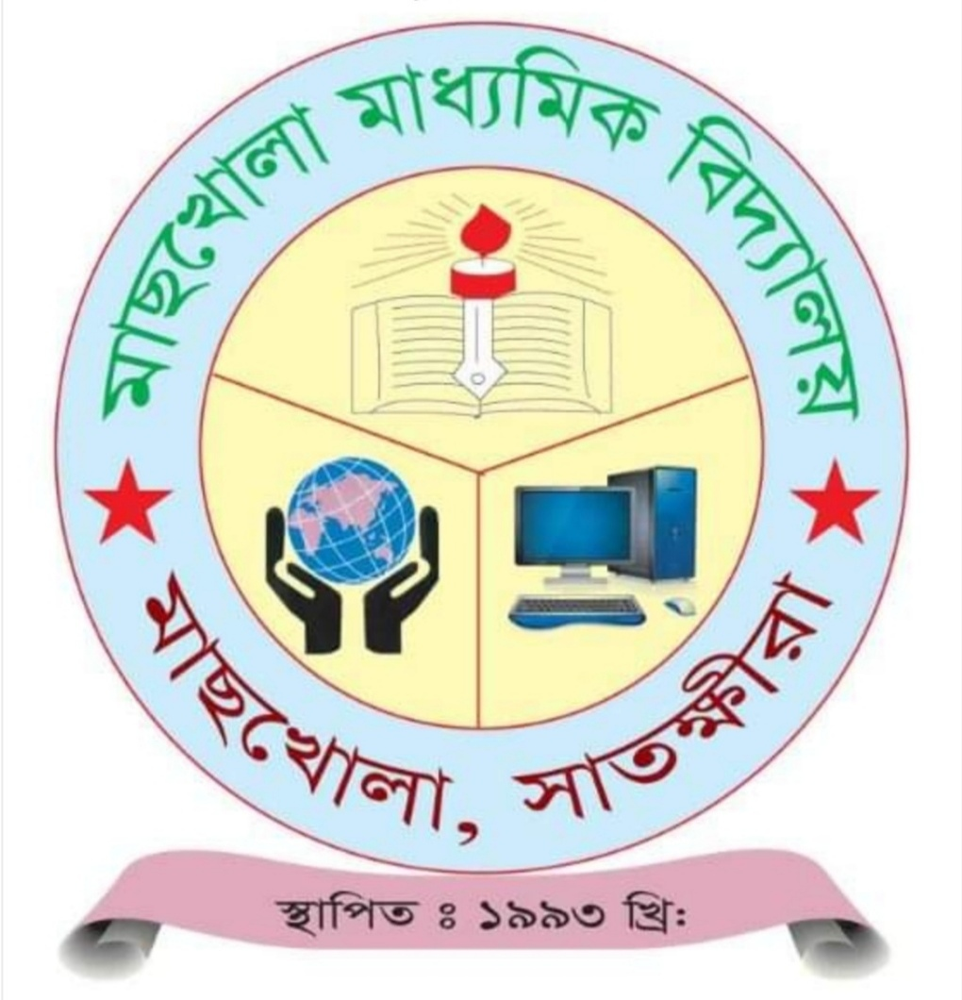 মাছখোলা মাধ্যমিক বিদ্যালয়
মাছখোলা, সাতক্ষীরা
স্থাপিত ঃ ১৯৯৩ খ্রি: